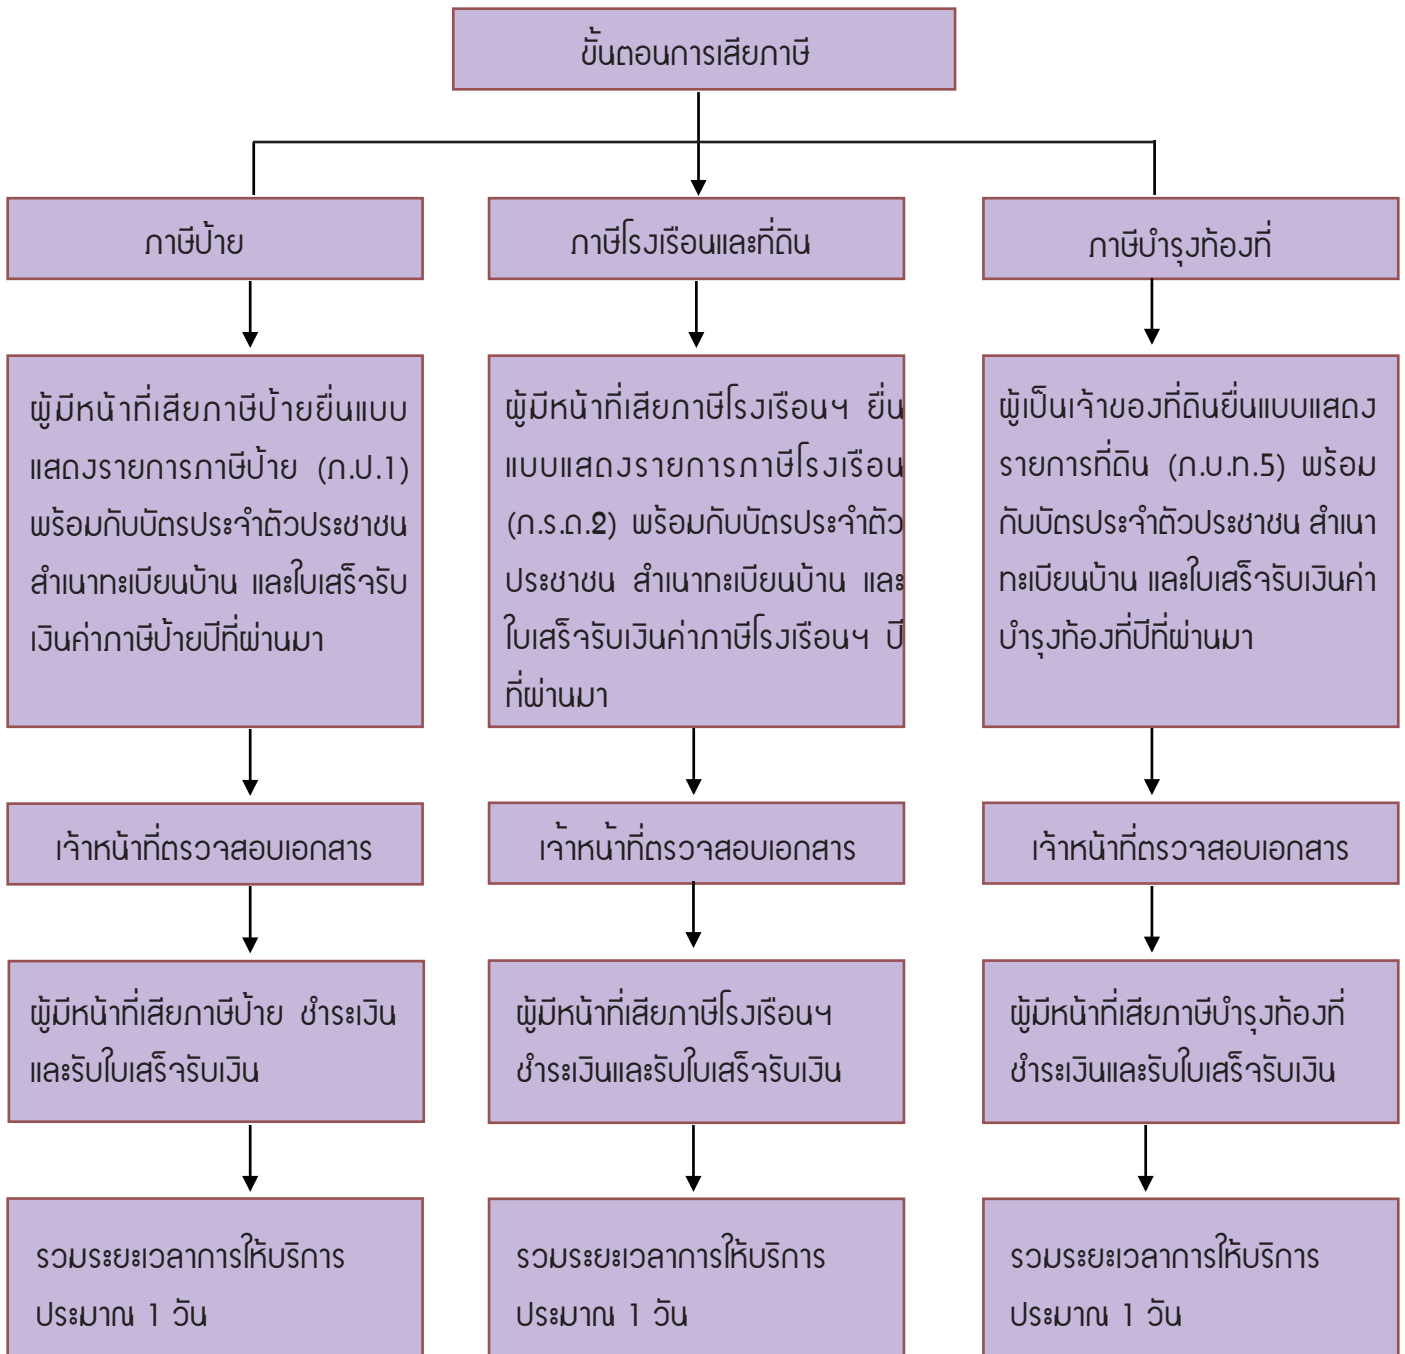 ขั้นตอนการเสียภาษี
ภาษีป้าย
ภาษีโรงเรือนและที่ดิน
ภาษีบำรุงท้องที่
ผู้มีหน้าที่เสียภาษีป้ายยื่นแบบ
แสดงรายการภาษีป้าย (ภ.ป.1)
พร้อมกับบัตรประจำตัวประชาชน
สำเนาทะเบียนบ้าน และใบเสร็จรับ
เงินค่าภาษีป้ายปีที่ผ่านมา
ผู้มีหน้าที่เสียภาษีโรงเรือนฯ ยื่น
แบบแสดงรายการภาษีโรงเรือน
(ภ.ร.ด.2) พร้อมกับบัตรประจำตัว
ประชาชน สำเนาทะเบียนบ้าน และ
ใบเสร็จรับเงินค่าภาษีโรงเรือนฯ ปี
ที่ผ่านมา
ผู้เป็นเจ้าของที่ดินยื่นแบบแสดง
รายการที่ดิน (ภ.บ.ท.5) พร้อม
กับบัตรประจำตัวประชาชน สำเนา
ทะเบียนบ้าน และใบเสร็จรับเงินค่า
บำรุงท้องที่ปีที่ผ่านมา
เจ้าหน้าที่ตรวจสอบเอกสาร
เจ้าหน้าที่ตรวจสอบเอกสาร
เจ้าหน้าที่ตรวจสอบเอกสาร
ผู้มีหน้าที่เสียภาษีป้าย ชำระเงิน
และรับใบเสร็จรับเงิน
ผู้มีหน้าที่เสียภาษีโรงเรือนฯ
ชำระเงินและรับใบเสร็จรับเงิน
ผู้มีหน้าที่เสียภาษีบำรุงท้องที่
ชำระเงินและรับใบเสร็จรับเงิน
รวมระยะเวลาการให้บริการ
ประมาณ 1 วัน
รวมระยะเวลาการให้บริการ
ประมาณ 1 วัน
รวมระยะเวลาการให้บริการ
ประมาณ 1 วัน